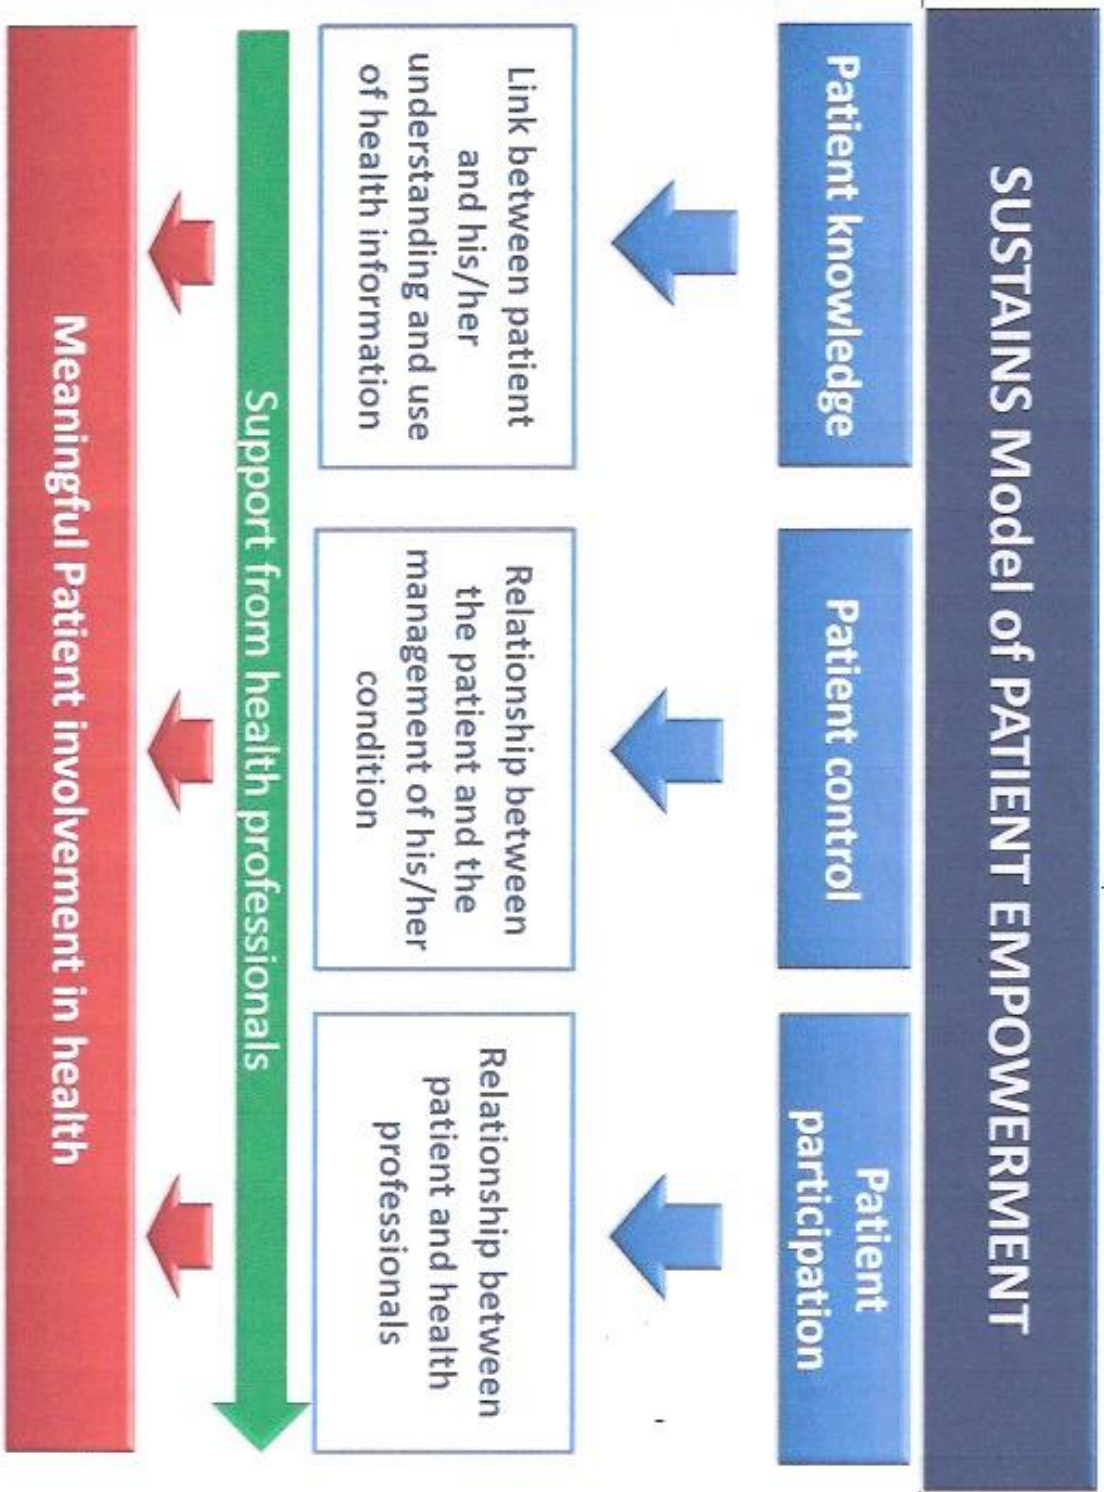 SUSTAINS Model of PATIENT EMPOWERMENT
Patient knowledge
Patient control
Patient
participation
Link between patient
and his/her
understanding and use
of health information
Relationship between
the patient and the
management of his/her
condition
Relationship between
patient and health
professionals
Support from health professionals
Meaningful Patient involvement in health